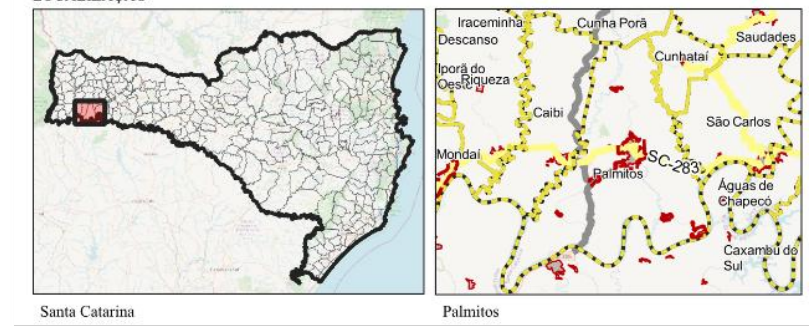 Iraceminha
Cunha Porã
Descanso
Saudades
Cunhataí
Iporã do
Oeste
Riqueza
Caibi
São Carlos
Mondaí
SC-283
Palmitos
Águas de
Chapecó
Caxambu do
Sul
Santa Catarina
Palmitos